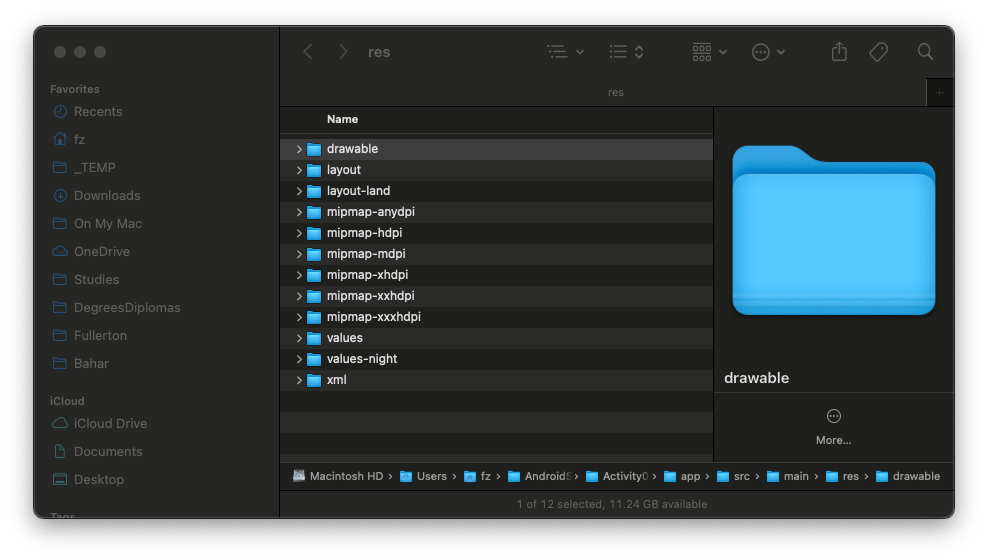 res
res
+
Favorites
Recents
fz
_TEMP
Downloads
On My Mac
OneDrive
Studies
DegreesDiplomas
Fullerton
Bahar
iCloud
iCloud Drive
Documents
Desktop
Tags
Name
drawable
layout
layout-land
mipmap-anydpi
mipmap-hdpi
mipmap-mdpi
mipmap-xhdpi
mipmap-xxhdpi
mipmap-xxxhdpi
values
values-night
xml
drawable
More...
Macintosh HD › Users › fz › AndroidS › Activity0 › app › src › main › res › drawable
1 of 12 selected, 11.24 GB available